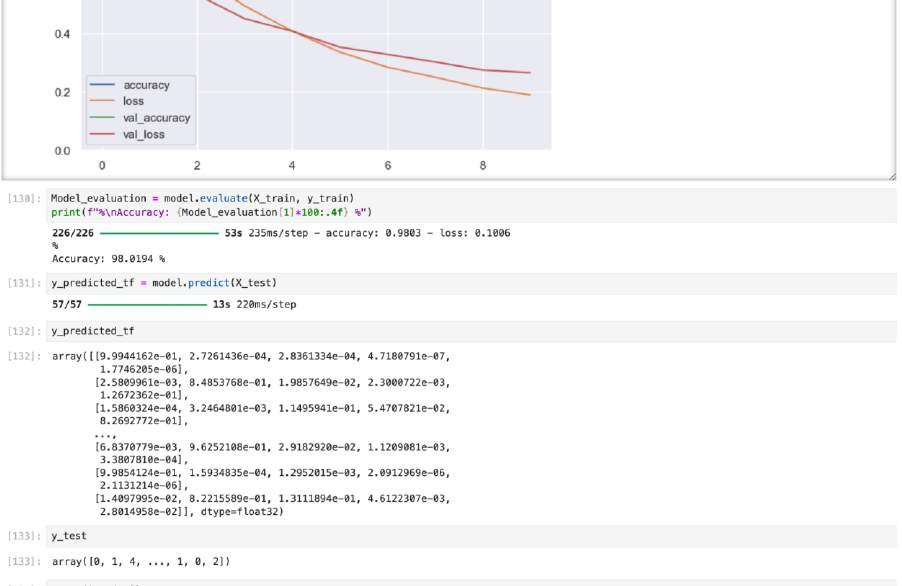 0.4
0.2
0.0
accuracy
loss
val_accuracy
val_loss
0 2 4 6 8
[130]: Model_evaluation = model.evaluate(X_train, y_train)
print(f"%\nAccuracy: {Model_evaluation[1]*100:.4f} %")
226/226 53s 235ms/step - accuracy: 0.9803 - loss: 0.1006
%
Accuracy: 98.0194 %
[131]: y_predicted_tf = model.predict(X_test)
57/57 13s 220ms/step
[132]: y_predicted_tf
[132]: array([[9.9944162e-01, 2.7261436e-04, 2.8361334e-04, 4.7180791e-07,
1.7746205e-06],
[2.5809961e-03, 8.4853768e-01, 1.9857649e-02, 2.3000722e-03,
1.2672362e-01],
[1.5860324e-04, 3.2464801e-03, 1.1495941e-01, 5.4707821e-02,
8.2692772e-01],
...,
[6.8370779e-03, 9.6252108e-01, 2.9182920e-02, 1.1209081e-03,
3.3807810e-04],
[9.9854124e-01, 1.5934835e-04, 1.2952015e-03, 2.0912969e-06,
2.1131214e-06],
[1.4097995e-02, 8.2215589e-01, 1.3111894e-01, 4.6122307e-03,
2.8014958e-02]], dtype=float32)
[133]: y_test
[133]: array([0, 1, 4, ..., 1, 0, 2])